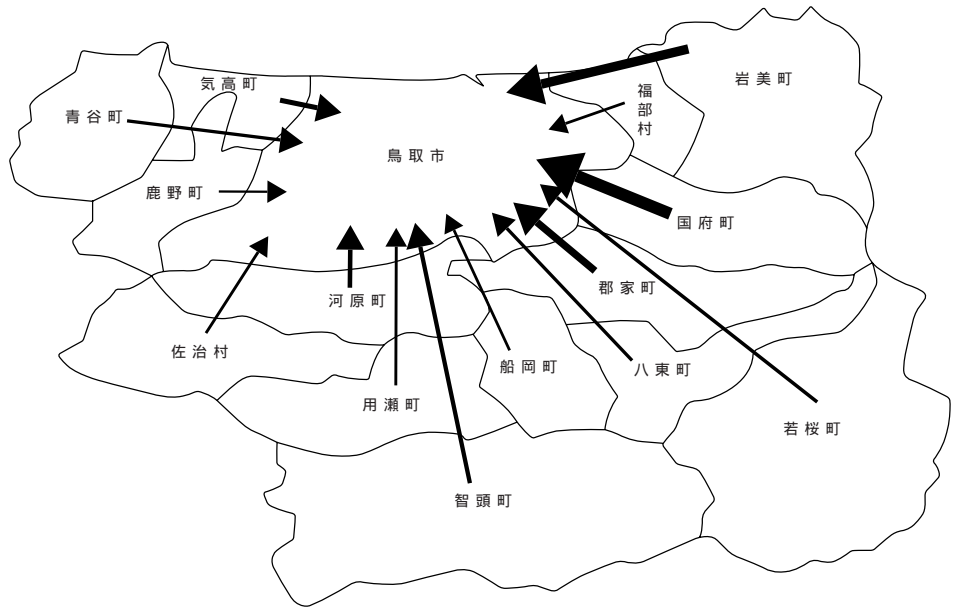 気高町
青谷町
鹿野町
鳥取市
福部村
岩美町
国府町
郡家町
河原町
佐治村
用瀬町
船岡町
八東町
若桜町
智頭町